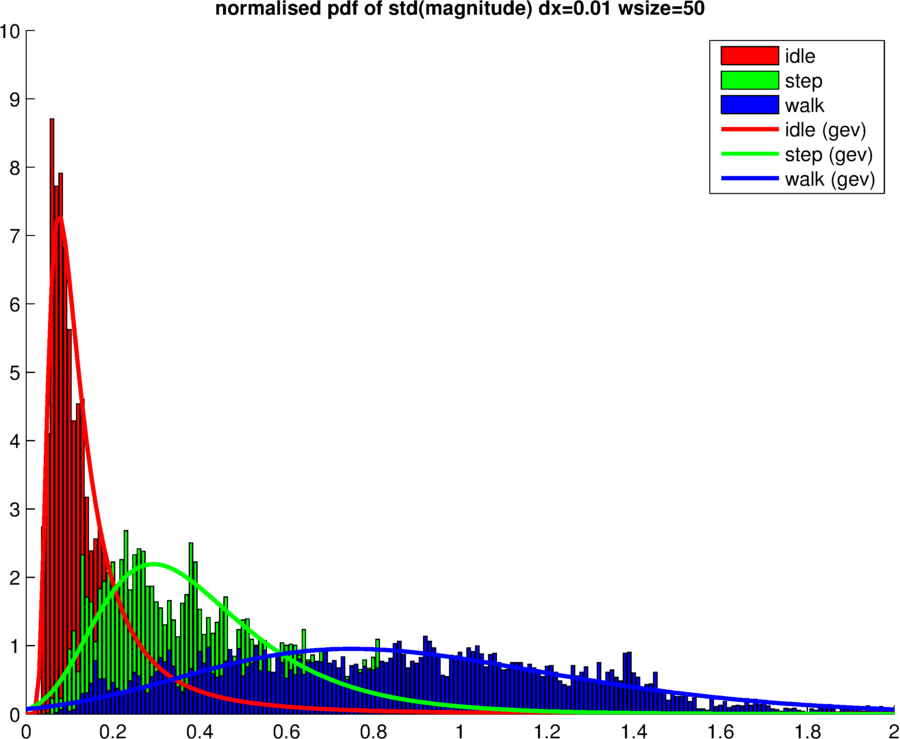 normalised pdf of std(magnitude) dx=0.01 wsize=50
10
9
8
7
6
5
4
3
2
1
0
idle
step
walk
idle (gev)
step (gev)
walk (gev)
0 0.2 0.4 0.6 0.8 1 1.2 1.4 1.6 1.8 2